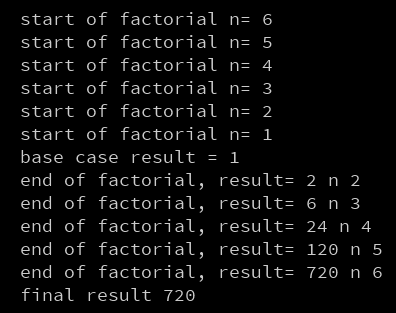 start of factorial n= 6
start of factorial n= 5
start of factorial n= 4
start of factorial n= 3
start of factorial n= 2
start of factorial n= 1
base case result = 1
end of factorial, result= 2 n 2
end of factorial, result= 6 n 3
end of factorial, result= 24 n 4
end of factorial, result= 120 n 5
end of factorial, result= 720 n 6
final result 720